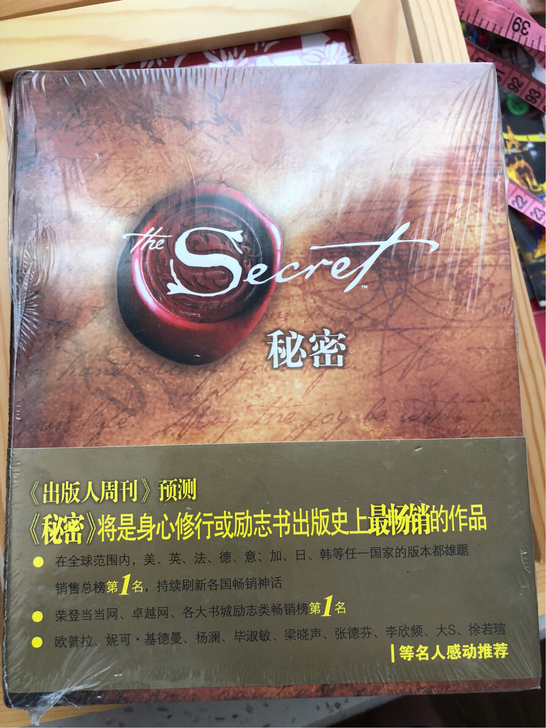 the Secret™
秘密
《出版人周刊》预测
《秘密》将是身心修行或励志书出版史上最畅销的作品
在全球范围内，美、英、法、德、意；加、日、韩等任一国家的版本都雄踞
销售总榜第1名，持续刷新各国畅销神话
荣登当当网、卓越网、各大书城励志类畅销榜第1名
欧普拉、妮可·基德曼、杨澜、毕淑敏、梁晓声、张德芬、李欣频、大S、徐若瑄
等名人感动推荐
39